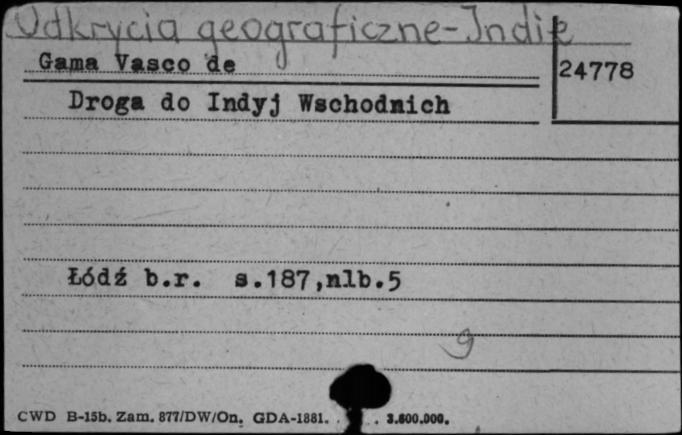 Odkrycia geograficzne-Indie
Gama Vasco de
24778
Droga do Indyj Wschodnich
Łódź b.r. s.187,nlb.5
g
CWD B-15b. Zam. 877/DW/On. GDA-1881. . . . 3.600.000.